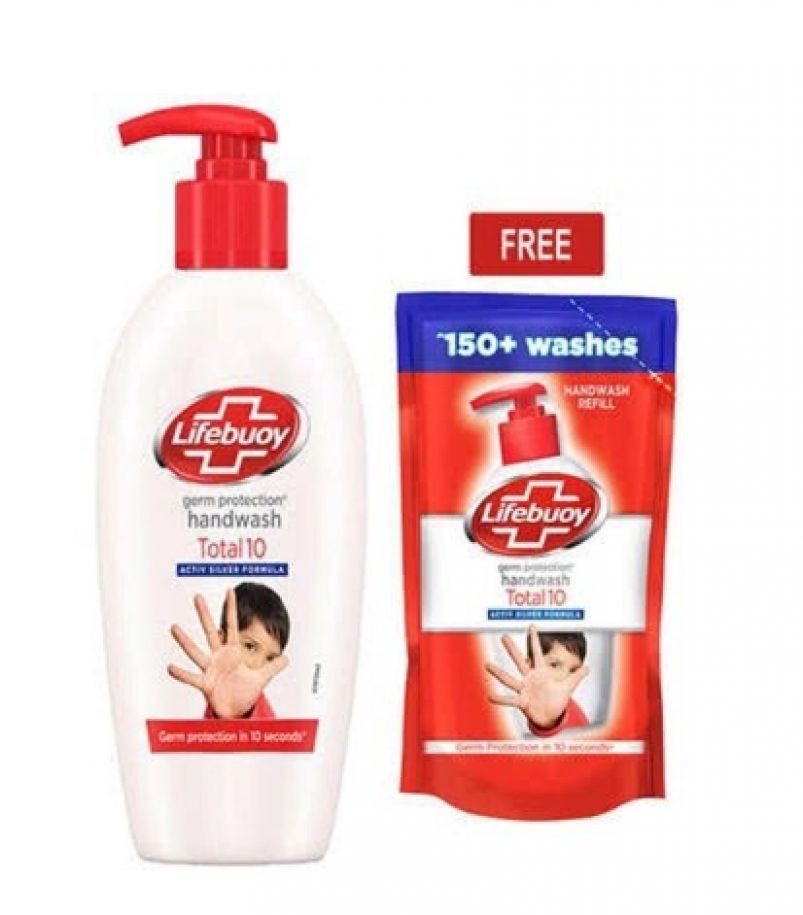 Lifebuoy
germ protection*
handwash
Total 10
ACTIV SILVER FORMULA
Germ protection in 10 seconds*
FREE
~150+ washes
HANDWASH
REFILL
Lifebuoy
germ protection*
handwash
Total 10
ACTIV SILVER FORMULA
Germ Protection in 10 seconds*